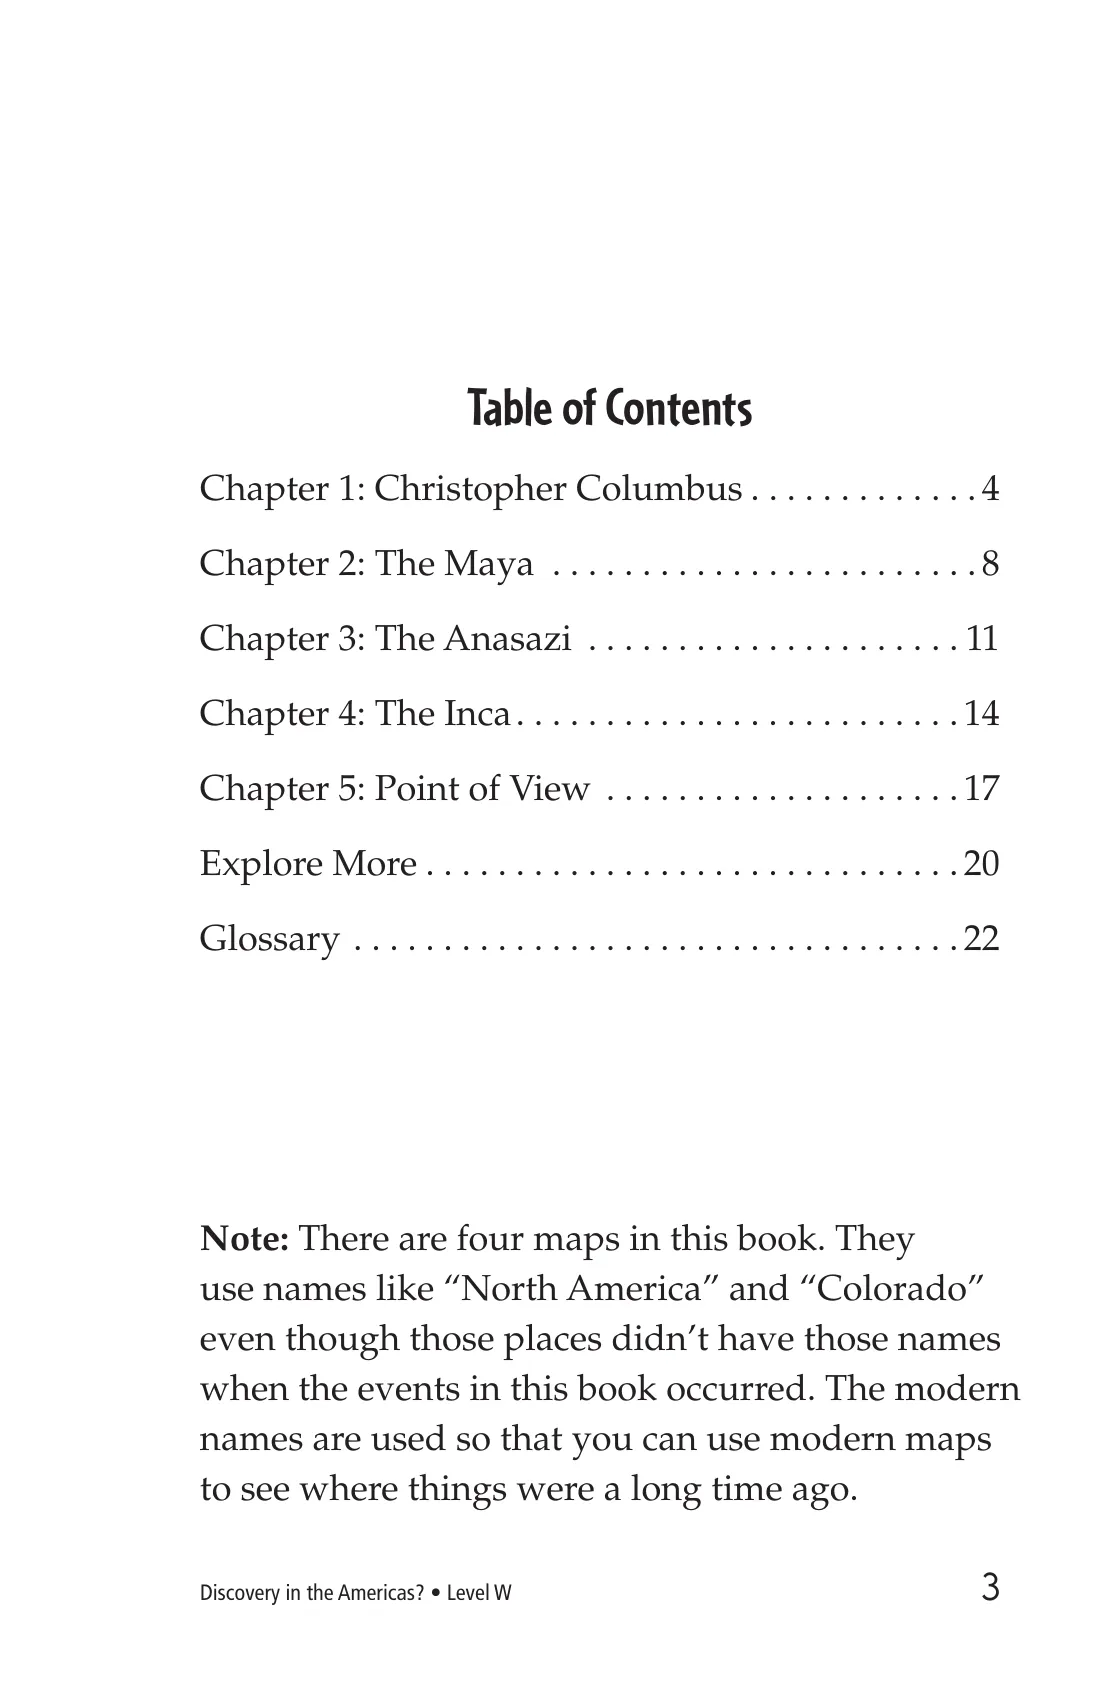 Table of Contents
Chapter 1: Christopher Columbus . . . . . . . . . . . . . 4
Chapter 2: The Maya . . . . . . . . . . . . . . . . . . . . . . . . 8
Chapter 3: The Anasazi . . . . . . . . . . . . . . . . . . . . . 11
Chapter 4: The Inca . . . . . . . . . . . . . . . . . . . . . . . . . 14
Chapter 5: Point of View . . . . . . . . . . . . . . . . . . . . 17
Explore More . . . . . . . . . . . . . . . . . . . . . . . . . . . . . . 20
Glossary . . . . . . . . . . . . . . . . . . . . . . . . . . . . . . . . . . 22
Note: There are four maps in this book. They
use names like “North America” and “Colorado”
even though those places didn’t have those names
when the events in this book occurred. The modern
names are used so that you can use modern maps
to see where things were a long time ago.
Discovery in the Americas? • Level W 3